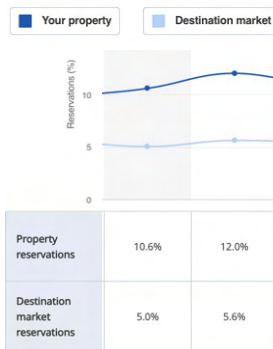 Your property
Destination market
Reservations (%)
10
5
0
Property
reservations
10.6%
12.0%
Destination
market
reservations
5.0%
5.6%